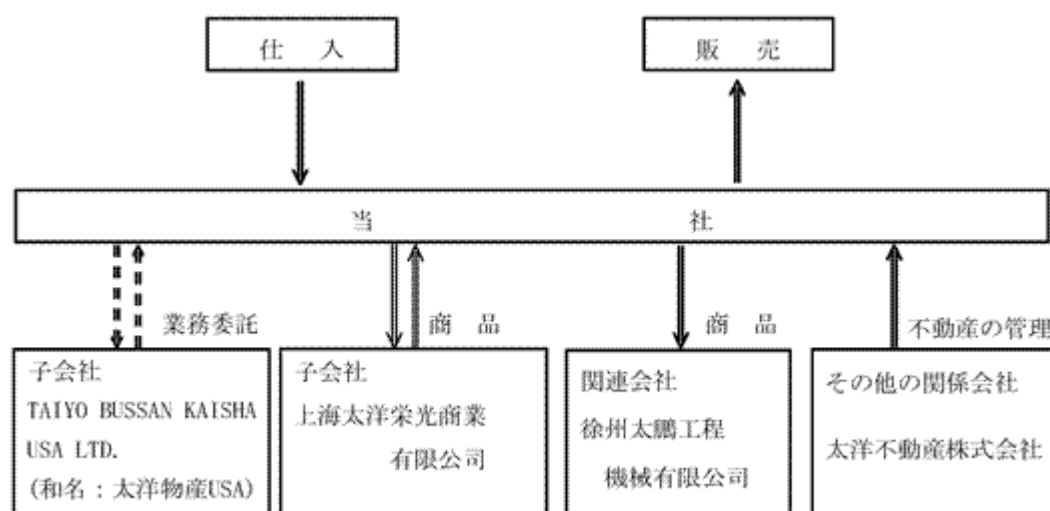 仕 入
販 売
当 社
業務委託
商 品
商 品
不動産の管理
子会社
TAIYO BUSSAN KAISHA
USA LTD.
(和名：太洋物産USA)
子会社
上海太洋栄光商業
有限公司
関連会社
徐州太鵬工程
機械有限公司
その他の関係会社
太洋不動産株式会社